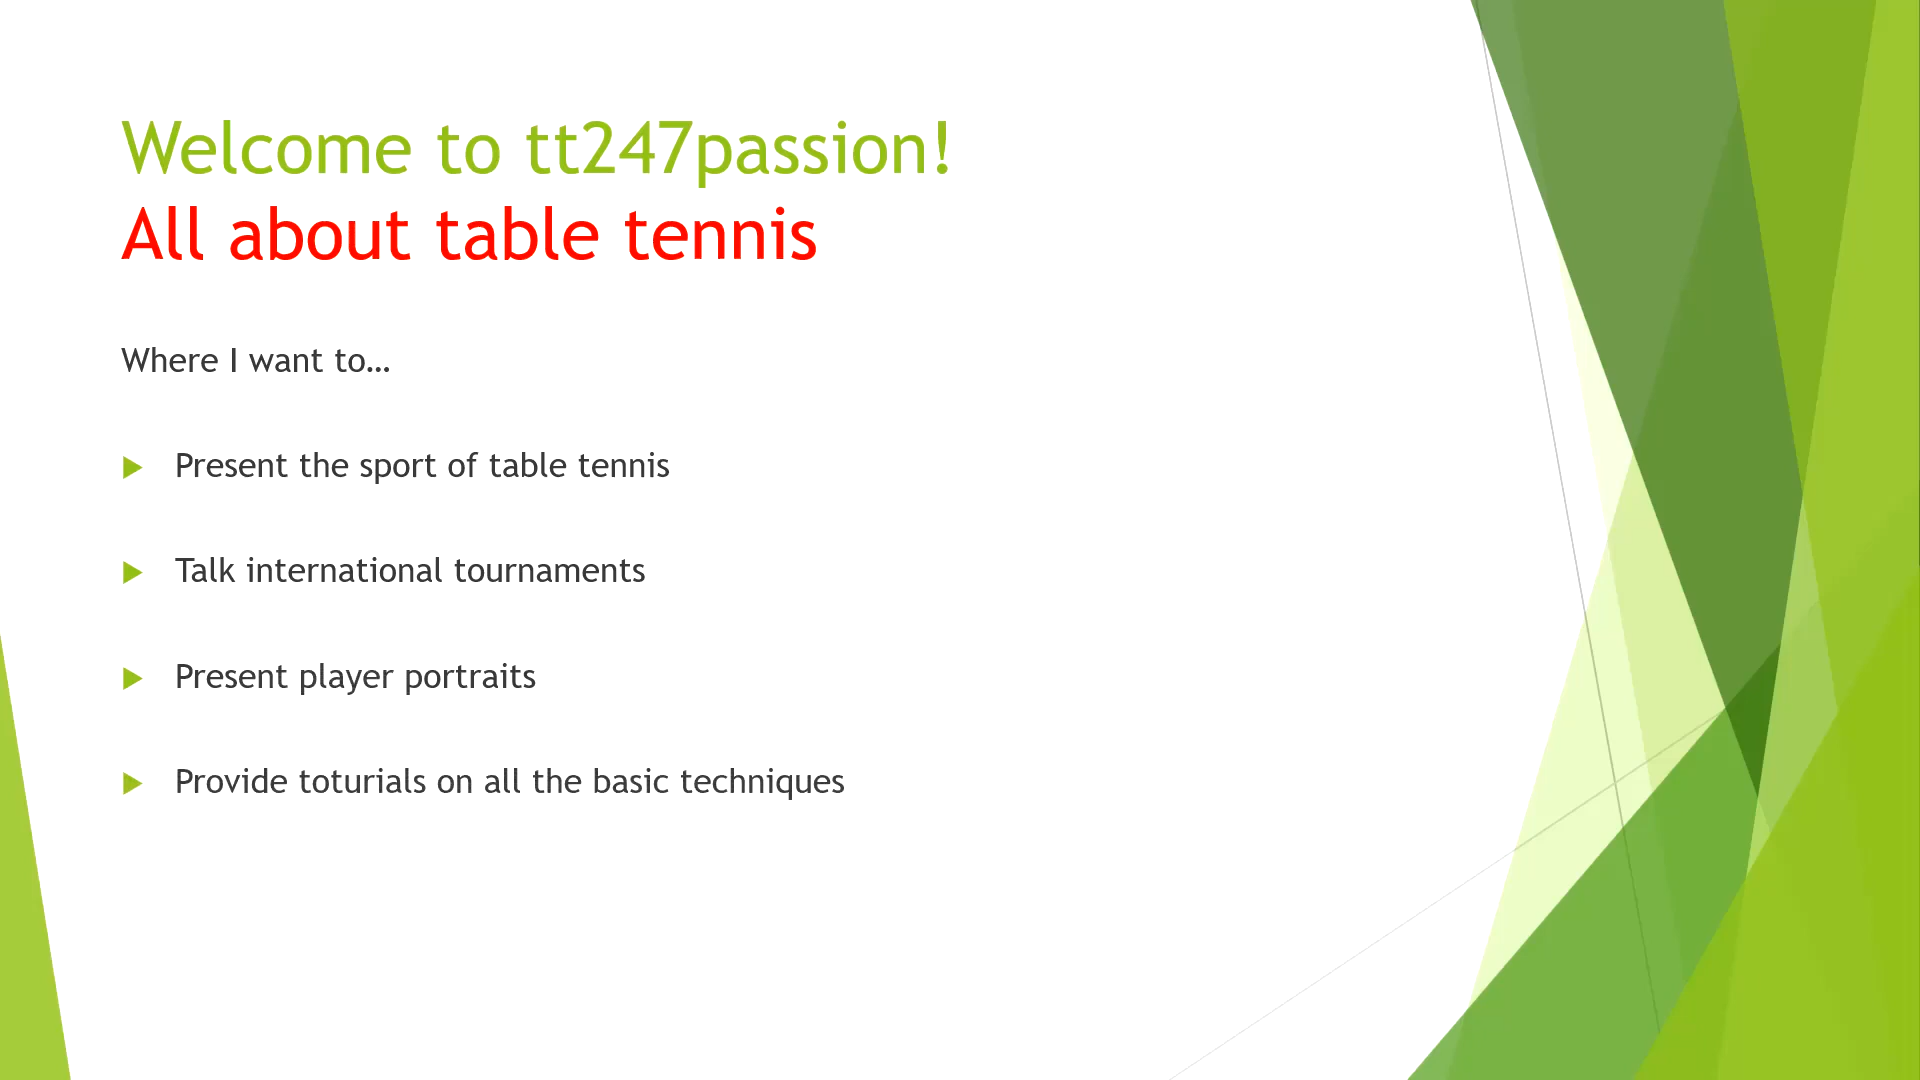 Welcome to tt247passion!
All about table tennis
Where I want to…
Present the sport of table tennis
Talk international tournaments
Present player portraits
Provide toturials on all the basic techniques